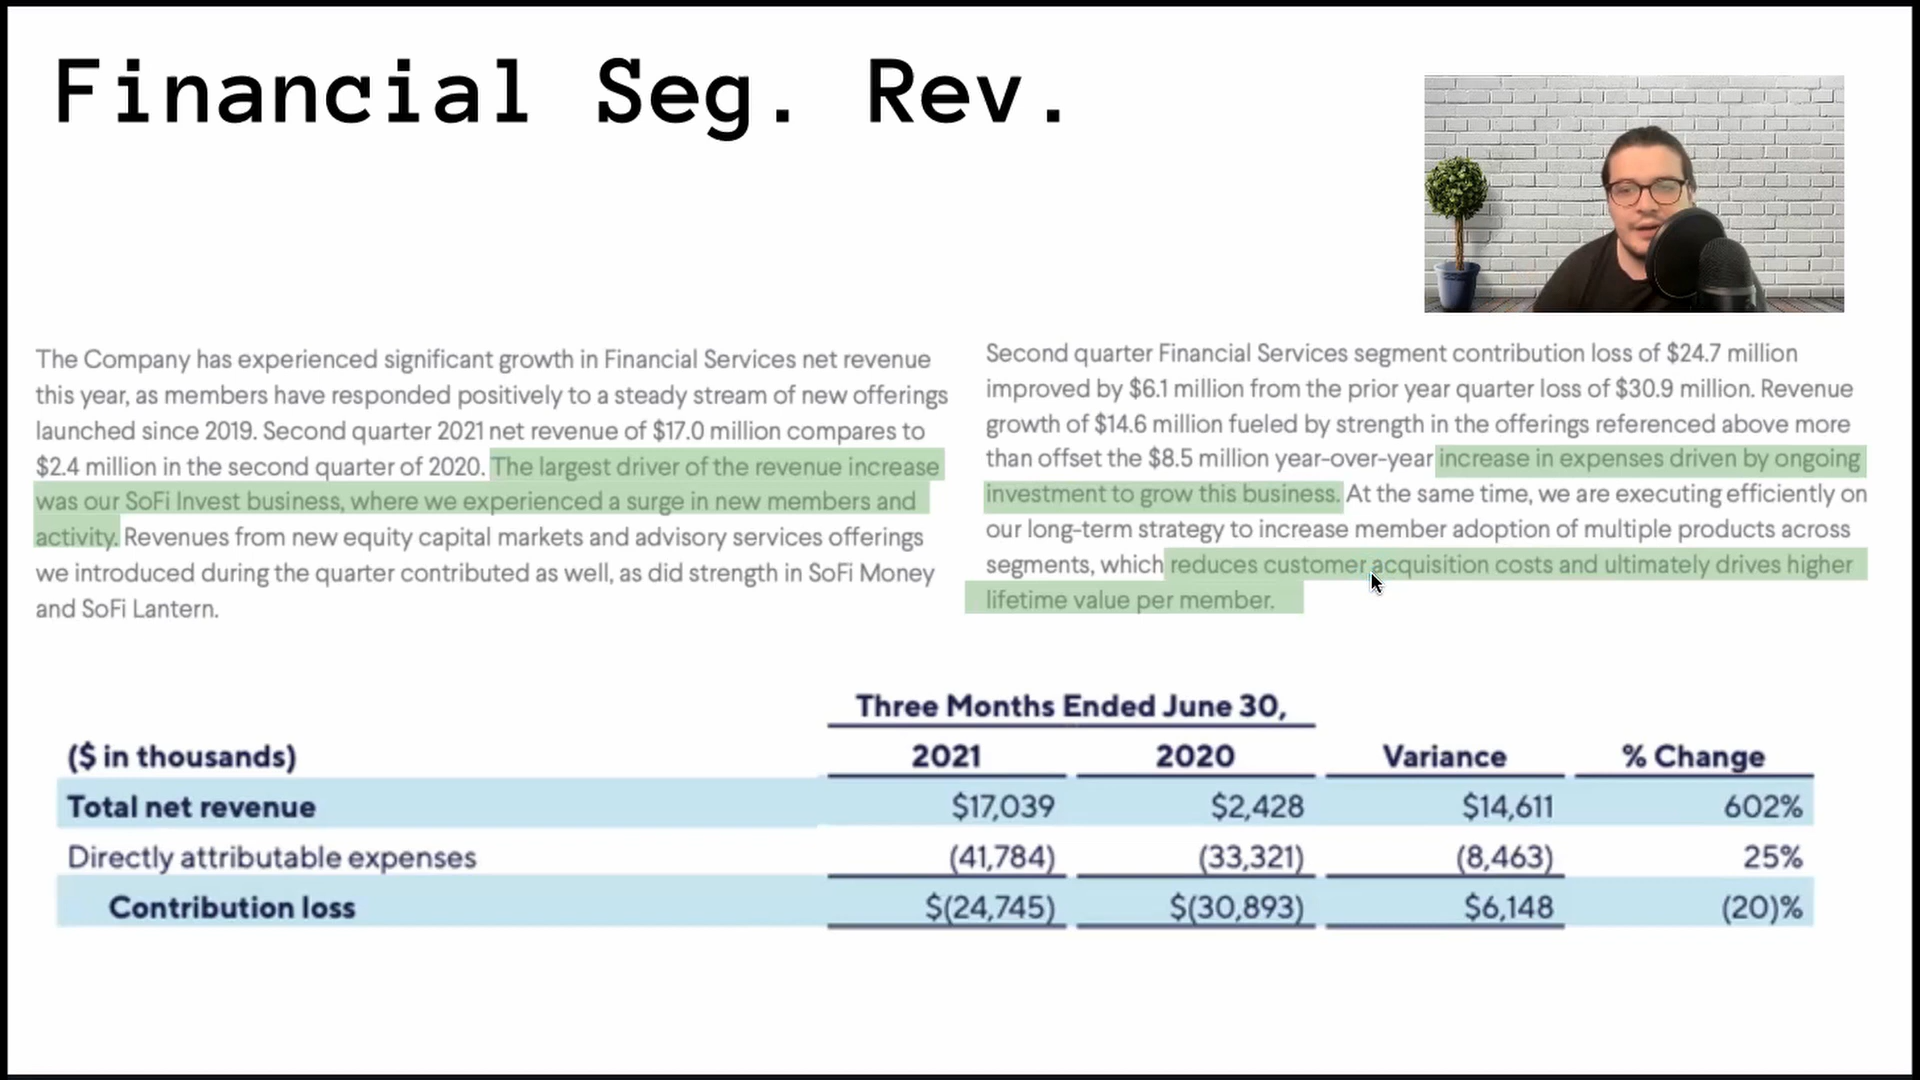 Financial Seg. Rev.
The Company has experienced significant growth in Financial Services net revenue
this year, as members have responded positively to a steady stream of new offerings
launched since 2019. Second quarter 2021 net revenue of $17.0 million compares to
$2.4 million in the second quarter of 2020. The largest driver of the revenue increase
was our SoFi Invest business, where we experienced a surge in new members and
activity. Revenues from new equity capital markets and advisory services offerings
we introduced during the quarter contributed as well, as did strength in SoFi Money
and SoFi Lantern.
Second quarter Financial Services segment contribution loss of $24.7 million
improved by $6.1 million from the prior year quarter loss of $30.9 million. Revenue
growth of $14.6 million fueled by strength in the offerings referenced above more
than offset the $8.5 million year-over-year increase in expenses driven by ongoing
investment to grow this business. At the same time, we are executing efficiently on
our long-term strategy to increase member adoption of multiple products across
segments, which reduces customer acquisition costs and ultimately drives higher
lifetime value per member.
Three Months Ended June 30,
($ in thousands) 2021 2020 Variance % Change
Total net revenue $17,039 $2,428 $14,611 602%
Directly attributable expenses (41,784) (33,321) (8,463) 25%
Contribution loss $(24,745) $(30,893) $6,148 (20)%